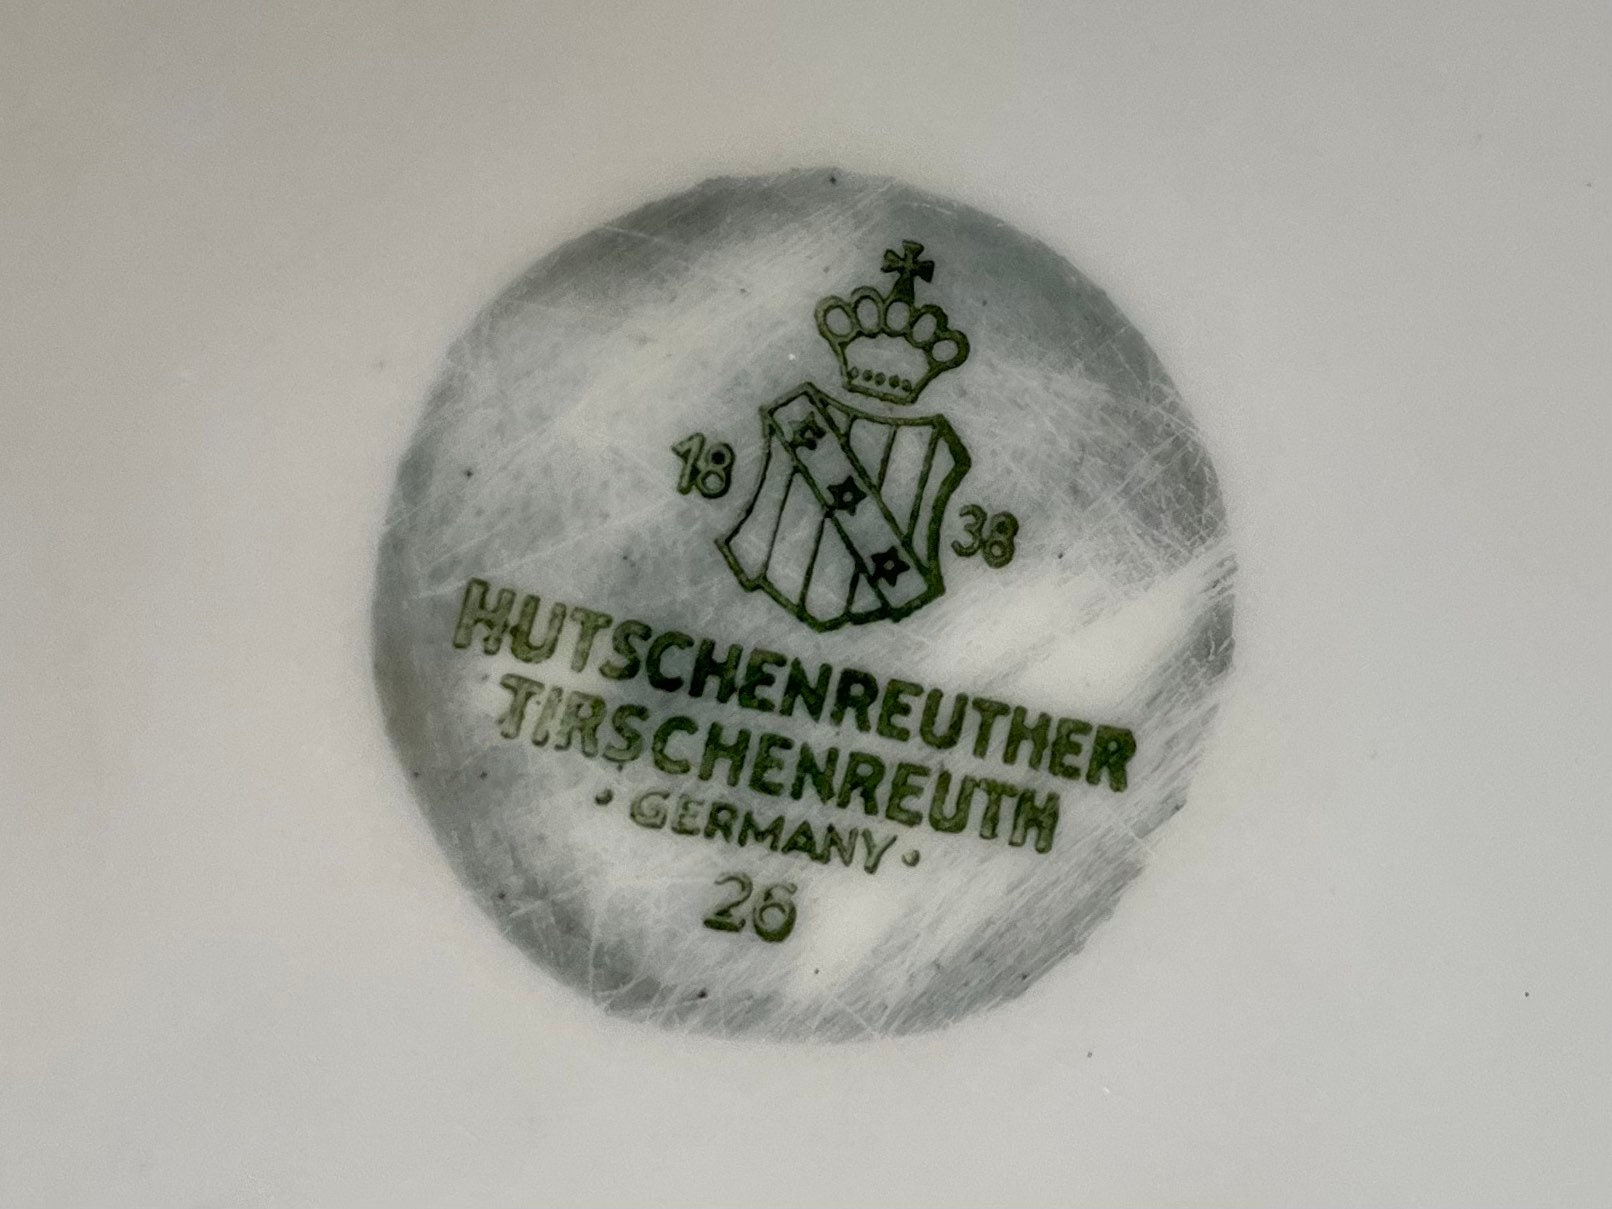 18 38
HUTSCHENREUTHER
TIRSCHENREUTH
· GERMANY ·
26